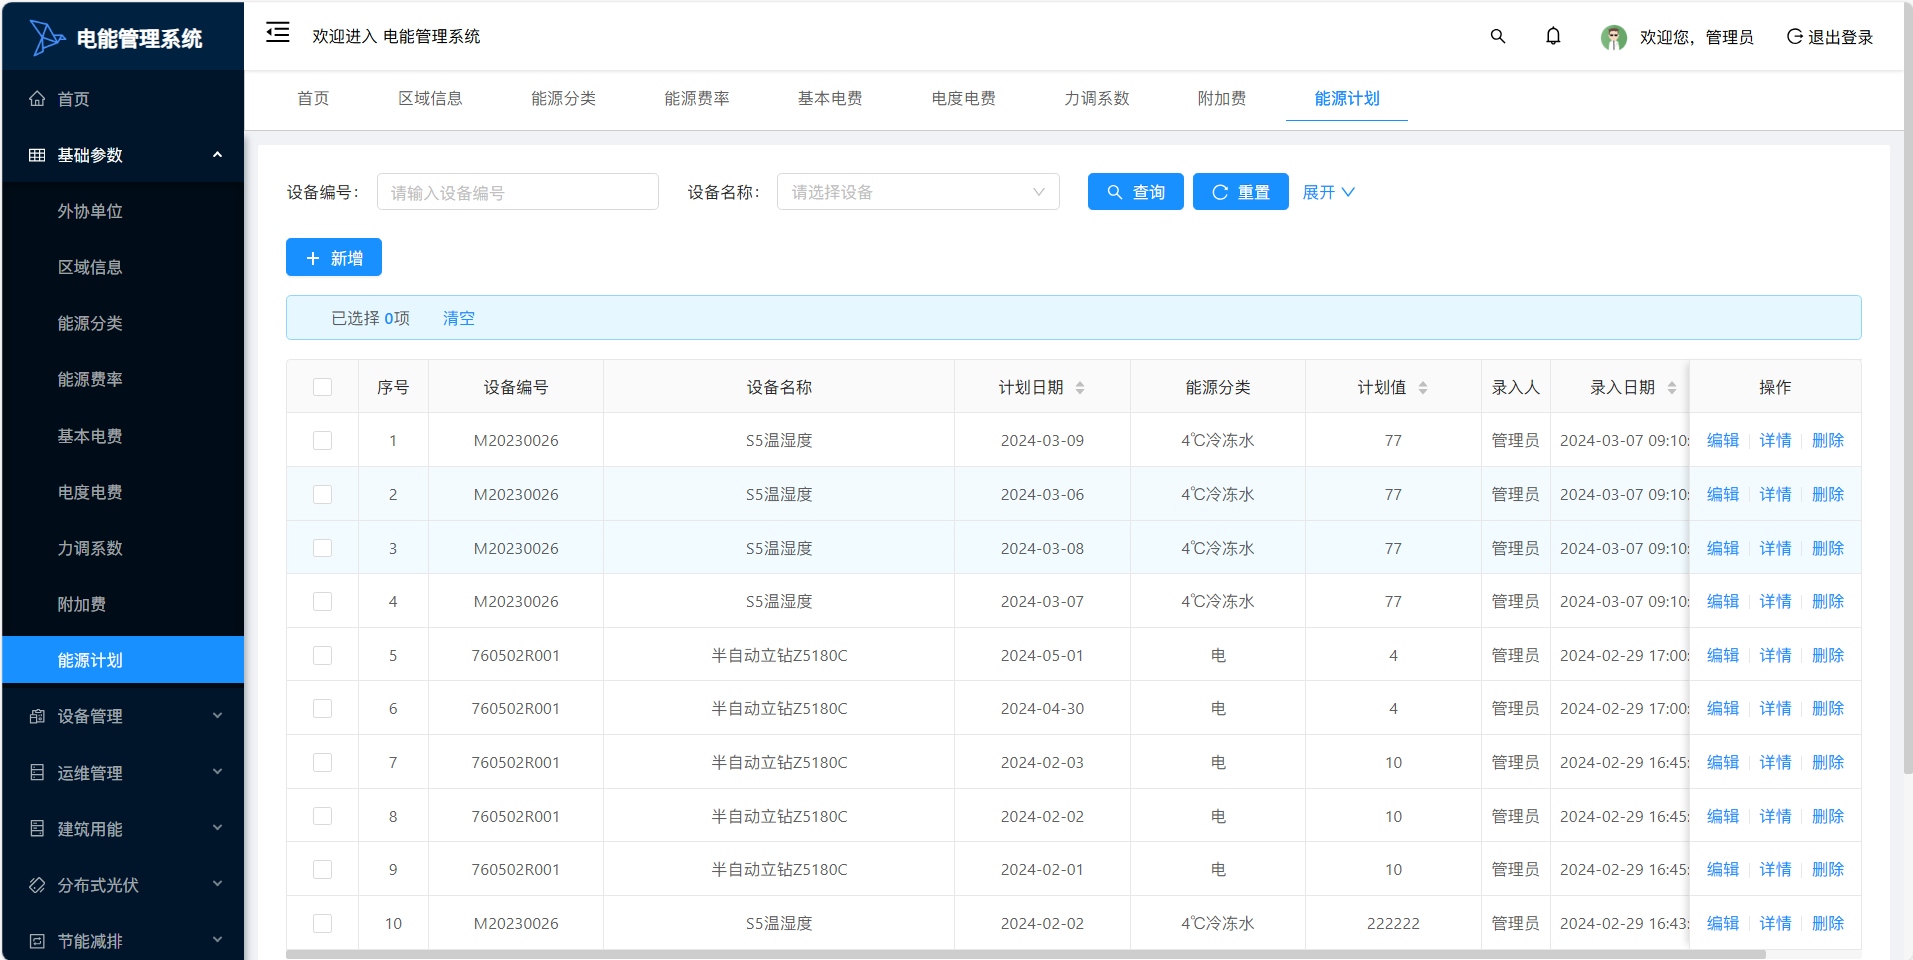 电能管理系统
欢迎进入 电能管理系统
欢迎您，管理员
退出登录
首页
基础参数
外协单位
区域信息
能源分类
能源费率
基本电费
电度电费
力调系数
附加费
能源计划
设备管理
运维管理
建筑用能
分布式光伏
节能减排
首页 区域信息 能源分类 能源费率 基本电费 电度电费 力调系数 附加费 能源计划
设备编号： 请输入设备编号 设备名称： 请选择设备 查询 重置 展开
新增
已选择 0项 清空
序号 设备编号 设备名称 计划日期 能源分类 计划值 录入人 录入日期 操作
1 M20230026 S5温湿度 2024-03-09 4℃冷冻水 77 管理员 2024-03-07 09:10: 编辑 详情 删除
2 M20230026 S5温湿度 2024-03-06 4℃冷冻水 77 管理员 2024-03-07 09:10: 编辑 详情 删除
3 M20230026 S5温湿度 2024-03-08 4℃冷冻水 77 管理员 2024-03-07 09:10: 编辑 详情 删除
4 M20230026 S5温湿度 2024-03-07 4℃冷冻水 77 管理员 2024-03-07 09:10: 编辑 详情 删除
5 760502R001 半自动立钻Z5180C 2024-05-01 电 4 管理员 2024-02-29 17:00: 编辑 详情 删除
6 760502R001 半自动立钻Z5180C 2024-04-30 电 4 管理员 2024-02-29 17:00: 编辑 详情 删除
7 760502R001 半自动立钻Z5180C 2024-02-03 电 10 管理员 2024-02-29 16:45: 编辑 详情 删除
8 760502R001 半自动立钻Z5180C 2024-02-02 电 10 管理员 2024-02-29 16:45: 编辑 详情 删除
9 760502R001 半自动立钻Z5180C 2024-02-01 电 10 管理员 2024-02-29 16:45: 编辑 详情 删除
10 M20230026 S5温湿度 2024-02-02 4℃冷冻水 222222 管理员 2024-02-29 16:43: 编辑 详情 删除